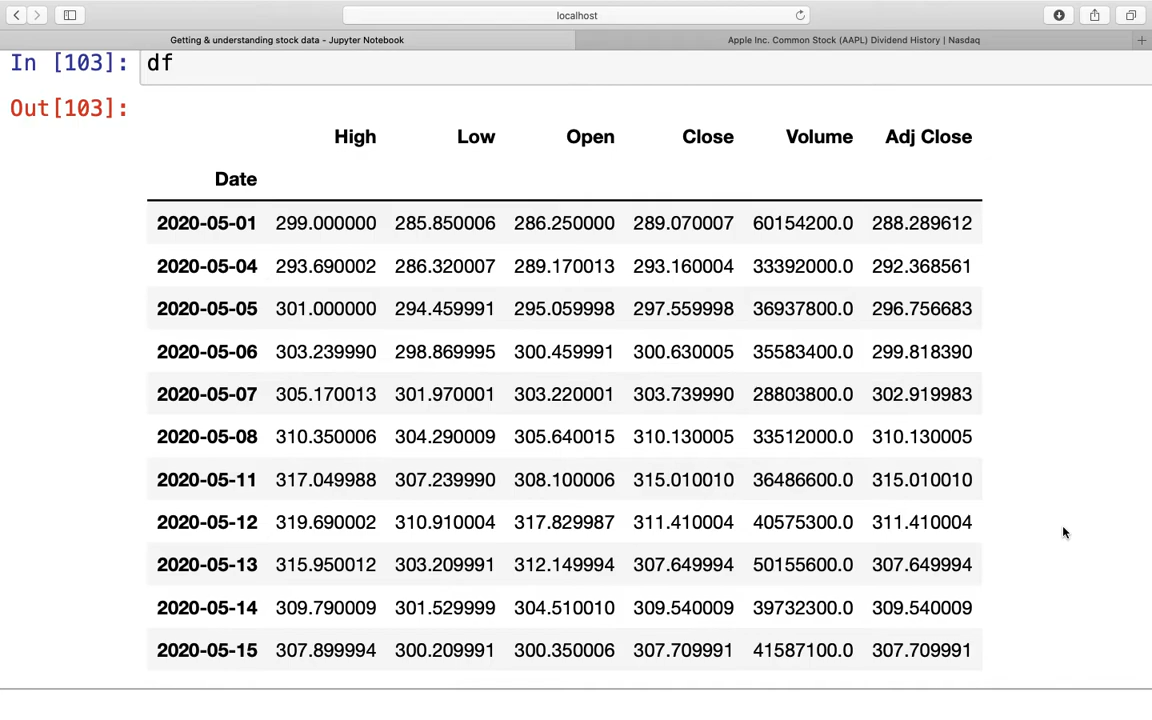 localhost
Getting & understanding stock data - Jupyter Notebook
Apple Inc. Common Stock (AAPL) Dividend History | Nasdaq
In [103]: df
Out[103]:
High Low Open Close Volume Adj Close
Date
2020-05-01 299.000000 285.850006 286.250000 289.070007 60154200.0 288.289612
2020-05-04 293.690002 286.320007 289.170013 293.160004 33392000.0 292.368561
2020-05-05 301.000000 294.459991 295.059998 297.559998 36937800.0 296.756683
2020-05-06 303.239990 298.869995 300.459991 300.630005 35583400.0 299.818390
2020-05-07 305.170013 301.970001 303.220001 303.739990 28803800.0 302.919983
2020-05-08 310.350006 304.290009 305.640015 310.130005 33512000.0 310.130005
2020-05-11 317.049988 307.239990 308.100006 315.010010 36486600.0 315.010010
2020-05-12 319.690002 310.910004 317.829987 311.410004 40575300.0 311.410004
2020-05-13 315.950012 303.209991 312.149994 307.649994 50155600.0 307.649994
2020-05-14 309.790009 301.529999 304.510010 309.540009 39732300.0 309.540009
2020-05-15 307.899994 300.209991 300.350006 307.709991 41587100.0 307.709991